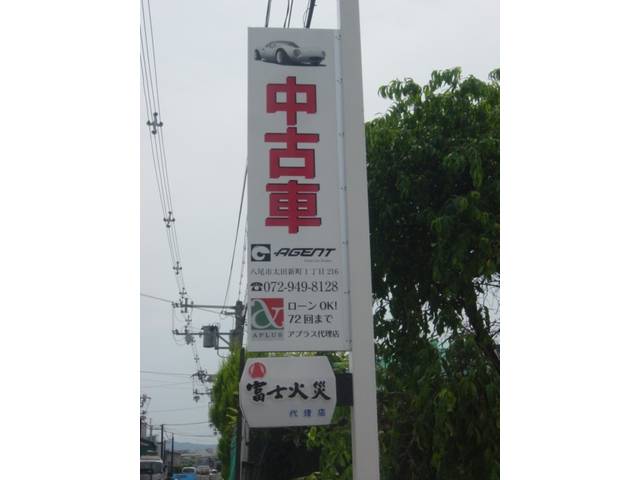 中古車
G-AGENT
八尾市太田新町1丁目216
☎072-949-8128
ローンOK!
72回まで
APLUS アプラス代理店
富士火災
代理店